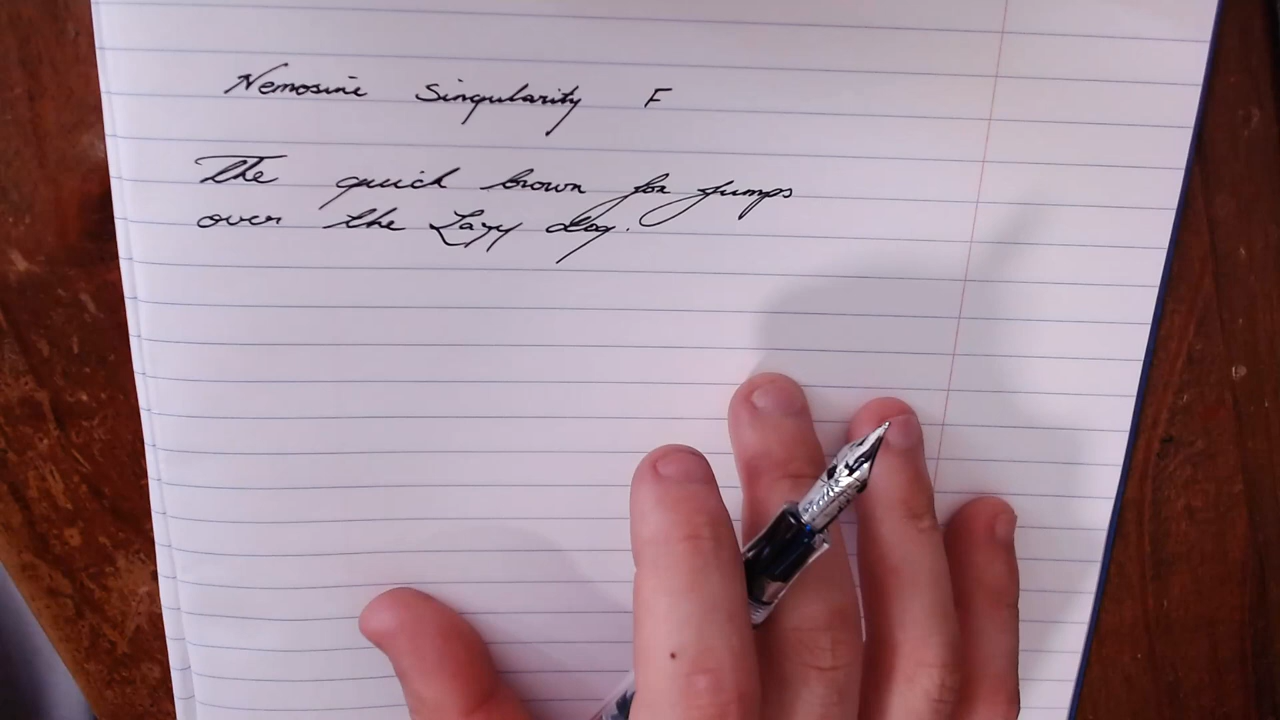 Nemosine Singularity F
The quick brown fox jumps
over the Lazy dog.